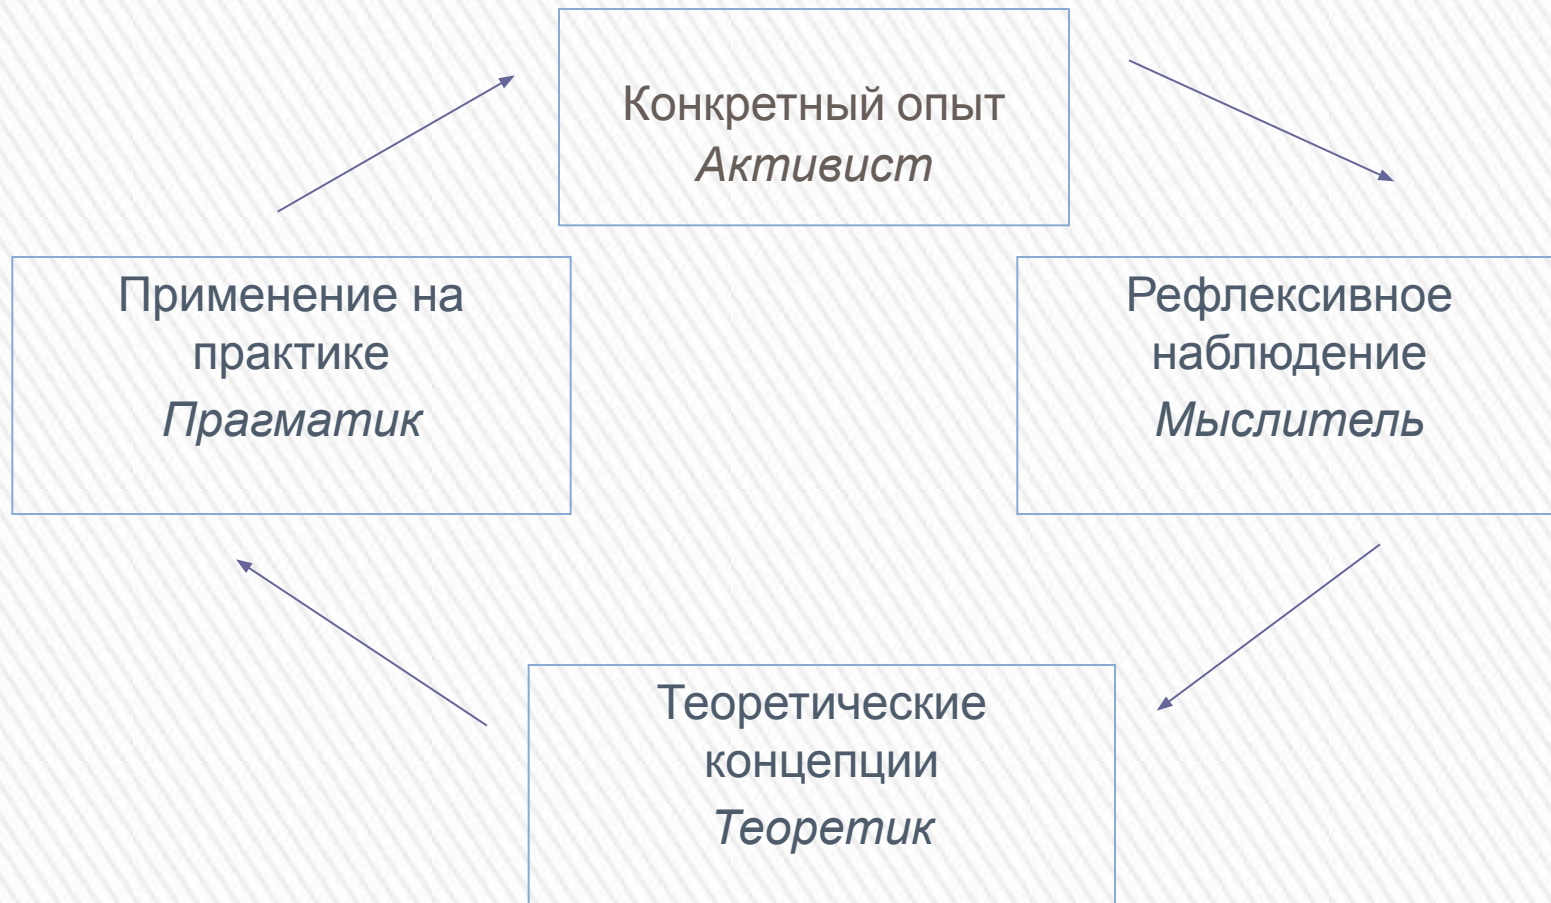 Конкретный опыт
Активист
Применение на
практике
Прагматик
Рефлексивное
наблюдение
Мыслитель
Теоретические
концепции
Теоретик